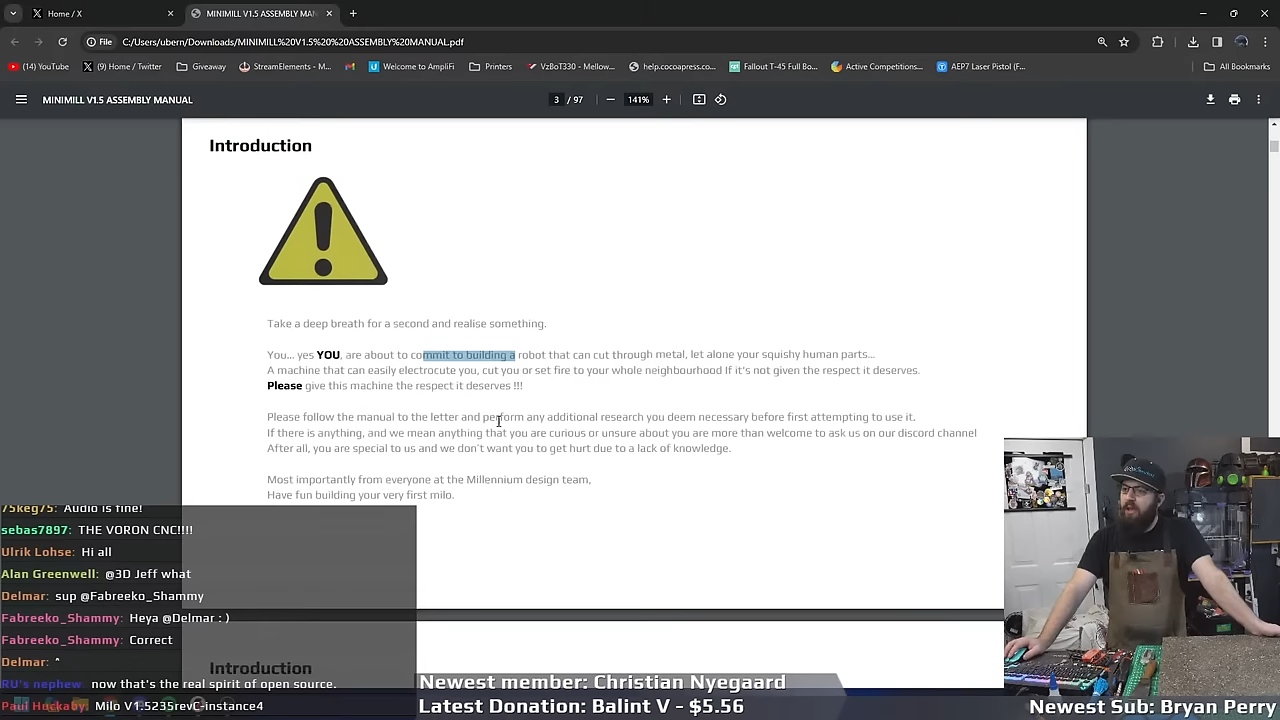 Home / X
MINIMILL V1.5 ASSEMBLY MAN
File
C:/Users/ubern/Downloads/MINIMILL%20V1.5%20%20ASSEMBLY%20MANUAL.pdf
(14) YouTube
(9) Home / Twitter
Giveaway
StreamElements - M...
Welcome to AmpliFi
Printers
VzBoT330 - Mellow...
help.cocoapress.co...
Fallout T-45 Full Bo...
Active Competitions...
AEP7 Laser Pistol (F...
All Bookmarks
MINIMILL V1.5 ASSEMBLY MANUAL
3 / 97
141%
Introduction
Take a deep breath for a second and realise something.
You... yes YOU, are about to commit to building a robot that can cut through metal, let alone your squishy human parts...
A machine that can easily electrocute you, cut you or set fire to your whole neighbourhood If it's not given the respect it deserves.
Please give this machine the respect it deserves !!!
Please follow the manual to the letter and perform any additional research you deem necessary before first attempting to use it.
If there is anything, and we mean anything that you are curious or unsure about you are more than welcome to ask us on our discord channel
After all, you are special to us and we don't want you to get hurt due to a lack of knowledge.
Most importantly from everyone at the Millennium design team,
Have fun building your very first milo.
75keg75: Audio is fine!
sebas7897: THE VORON CNC!!!!
Ulrik Lohse: Hi all
Alan Greenwell: @3D Jeff what
Delmar: sup @Fabreeko_Shammy
Fabreeko_Shammy: Heya @Delmar : )
Fabreeko_Shammy: Correct
Delmar: ^
RU's nephew: now that's the real spirit of open source.
Paul Heckaby: Milo V1.5235revC-instance4
Introduction
Newest member: Christian Nyegaard
Latest Donation: Balint V - $5.56
Newest Sub: Bryan Perry